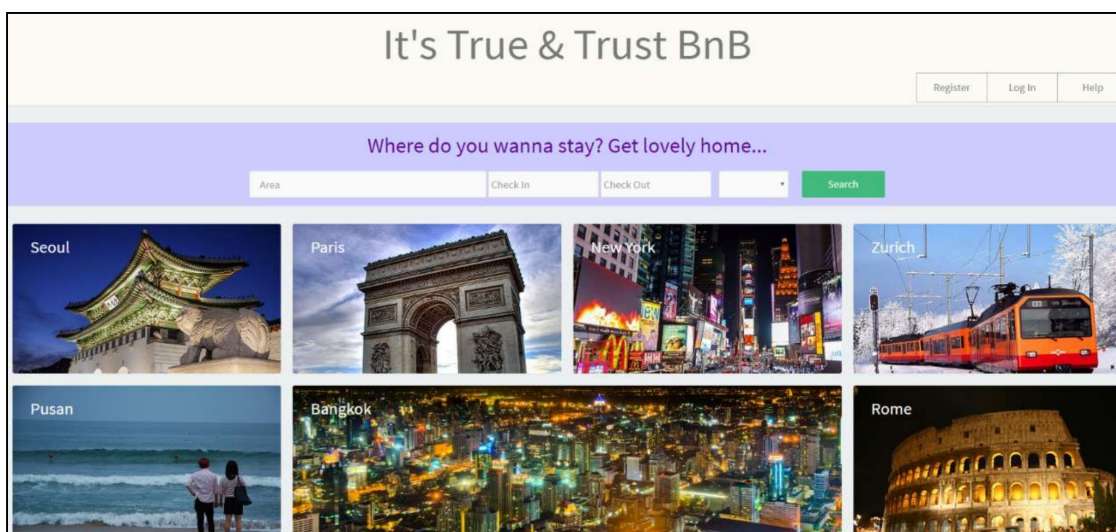 It's True & Trust BnB
Register Log In Help
Where do you wanna stay? Get lovely home...
Area Check In Check Out Search
Seoul Paris New York Zurich
Pusan Bangkok Rome